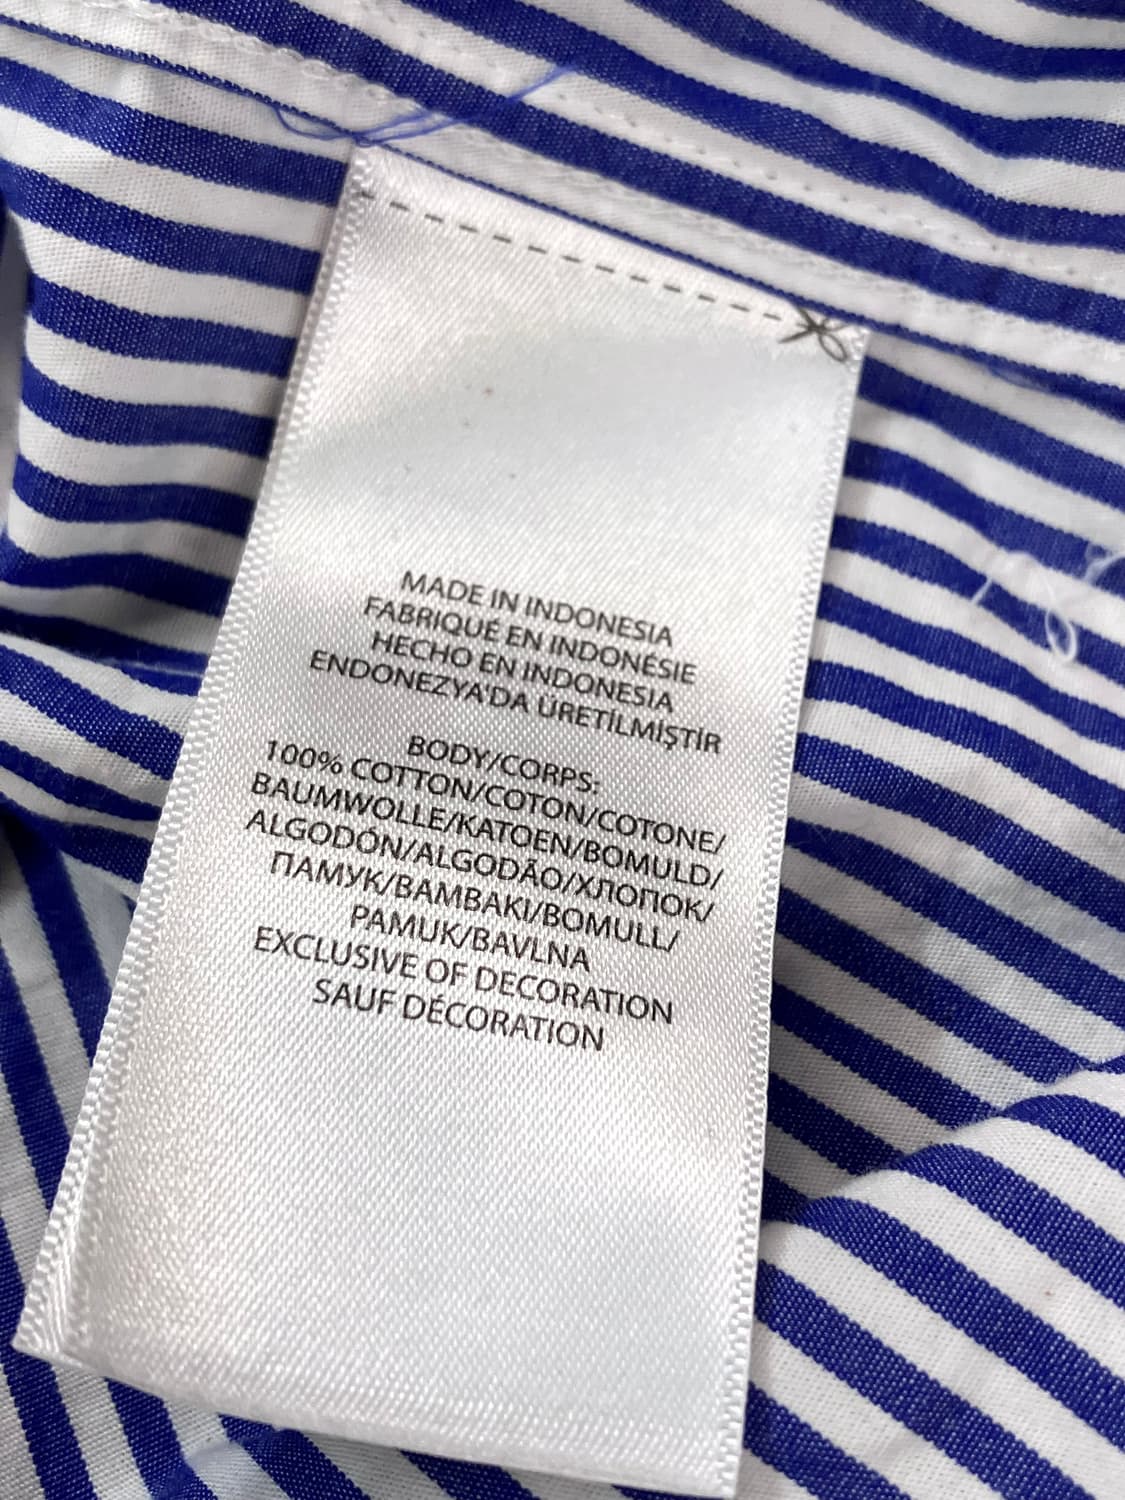 MADE IN INDONESIA
FABRIQUÉ EN INDONÉSIE
HECHO EN INDONESIA
ENDONEZYA'DA ÜRETİLMİŞTİR
BODY/CORPS:
100% COTTON/COTON/COTONE/
BAUMWOLLE/KATOEN/BOMULD/
ALGODÓN/ALGODÃO/ХЛОПОК/
ПАМУК/BAMBAKI/BOMULL/
PAMUK/BAVLNA
EXCLUSIVE OF DECORATION
SAUF DÉCORATION